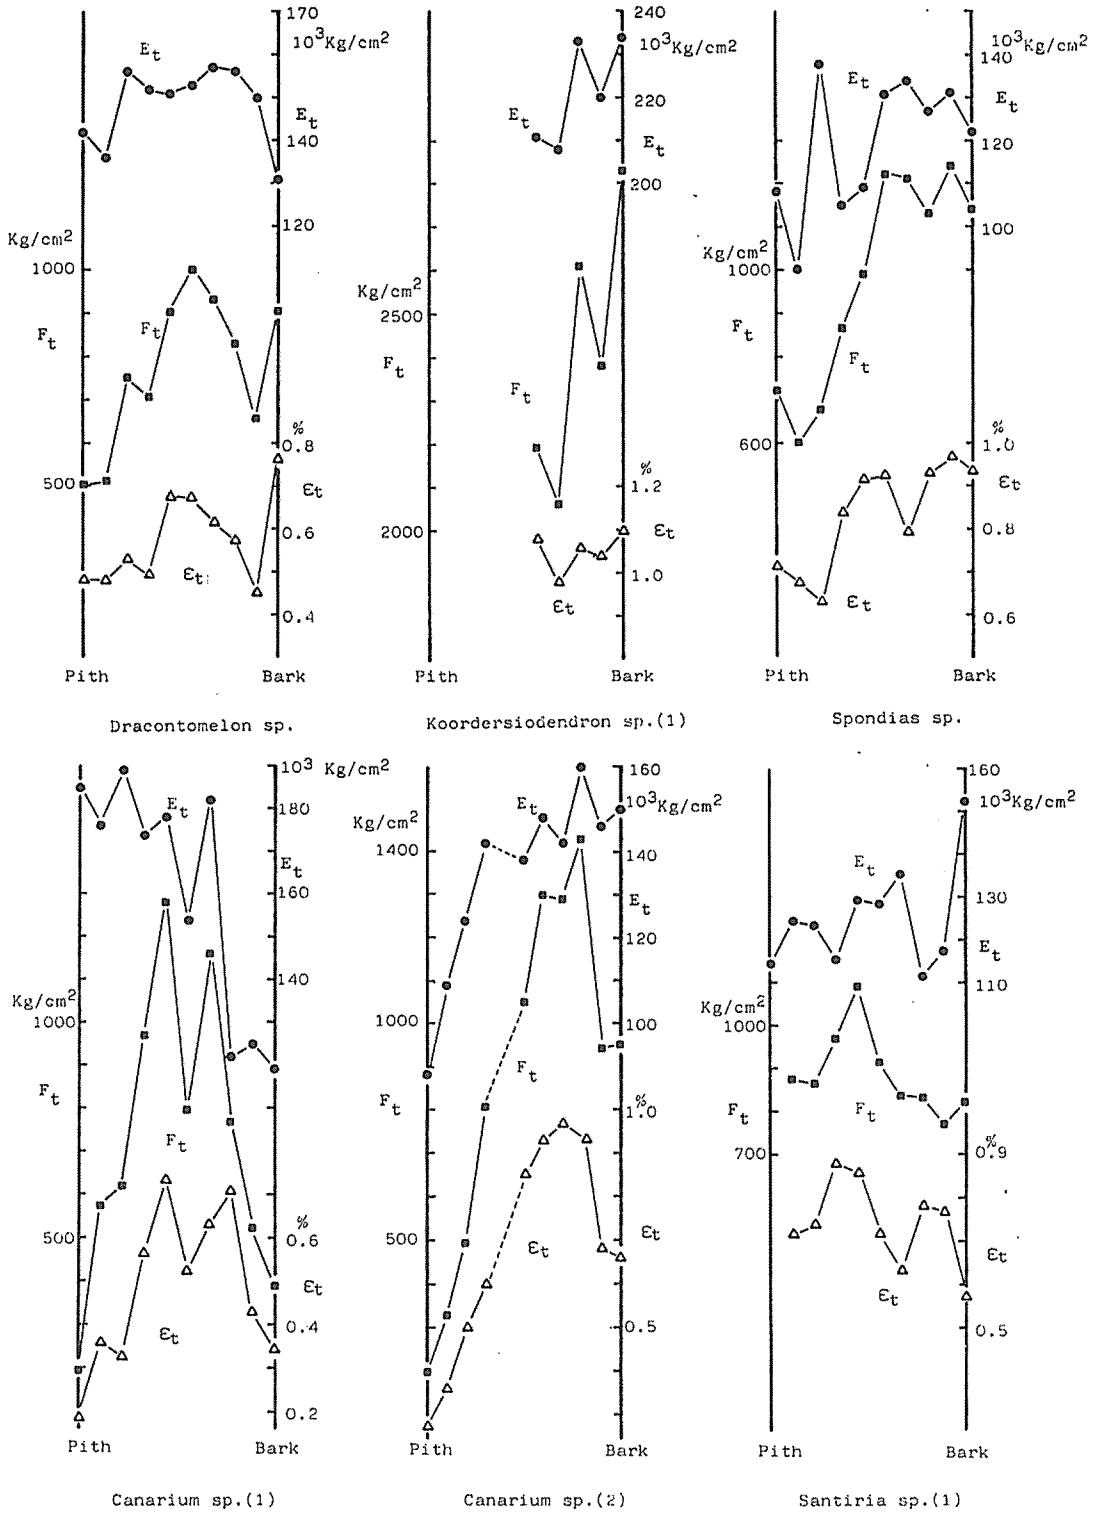 170
10³Kg/cm²
Et
Et
140
120
Kg/cm²
1000
Ft
Ft
%
0.8
500
0.6
εt
0.4
Pith
Bark
Dracontomelon sp.
240
10³Kg/cm²
220
Et
Et
200
Kg/cm²
2500
Ft
Ft
%
1.2
2000
εt
1.0
εt
Pith
Bark
Koordersiodendron sp.(1)
10³Kg/cm²
140
Et
Et
120
100
Kg/cm²
1000
Ft
Ft
600
%
1.0
εt
0.8
εt
0.6
Pith
Bark
Spondias sp.
10³ Kg/cm²
180
Et
Et
160
140
Kg/cm²
1000
Ft
Ft
500
%
0.6
εt
0.4
εt
0.2
Pith
Bark
Canarium sp.(1)
160
10³Kg/cm²
Et
Kg/cm²
1400
140
Et
120
1000
100
Ft
Ft
%
1.0
500
εt
εt
0.5
Pith
Bark
Canarium sp.(2)
160
10³Kg/cm²
Et
130
Et
110
Kg/cm²
1000
Ft
Ft
700
%
0.9
εt
εt
0.5
Pith
Bark
Santiria sp.(1)